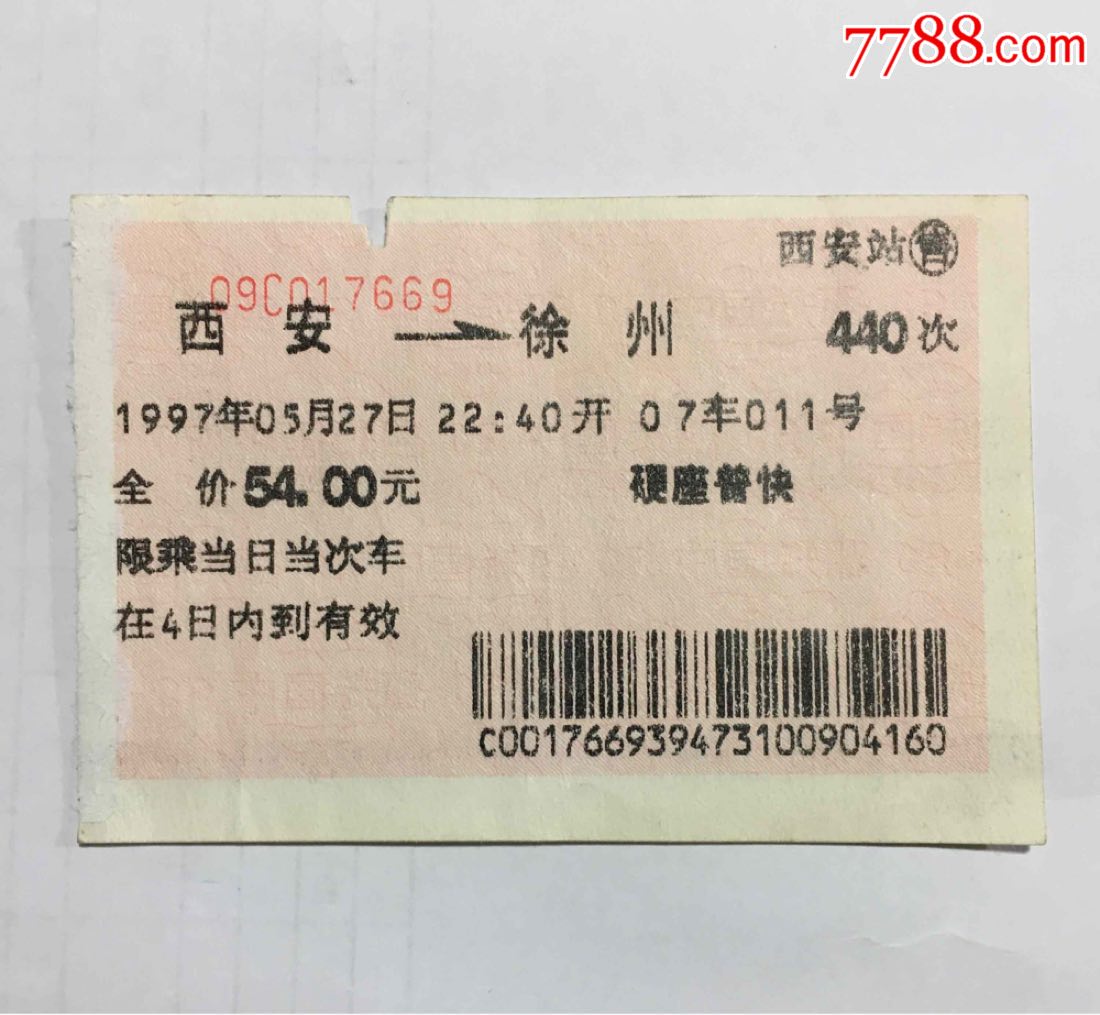 7788.com
西安站售
09C017669
西安→徐州 440次
1997年05月27日 22:40开 07车011号
全 价54.00元 硬座普快
限乘当日当次车
在4日内到有效
C00176693947310090416​0